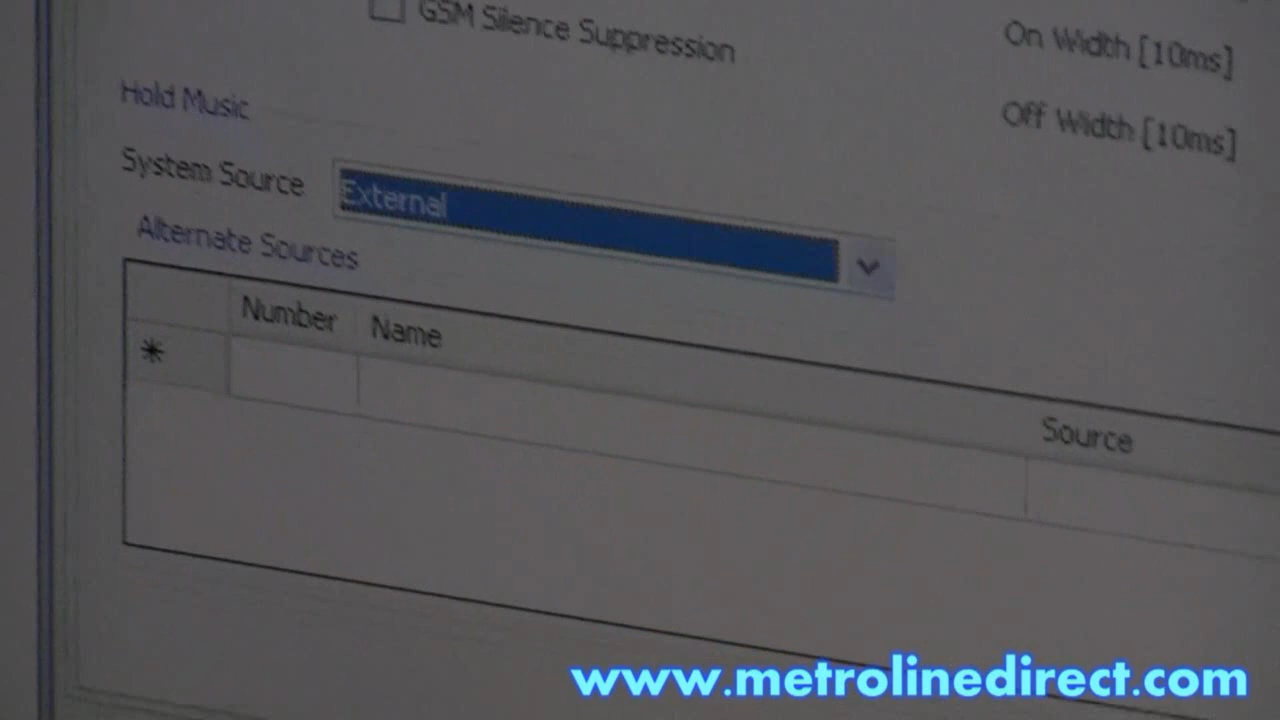 GSM Silence Suppression
On Width [10ms]
Off Width [10ms]
Hold Music
System Source External
Alternate Sources
Number Name Source
*
www.metrolinedirect.com